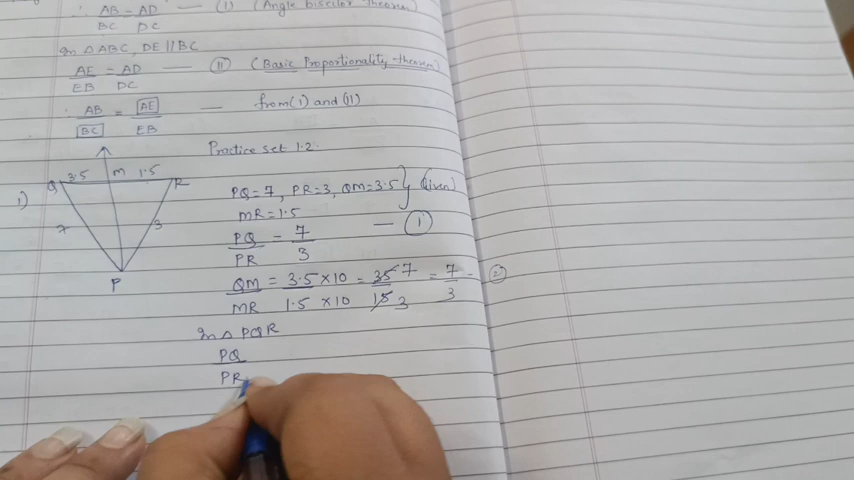 ∴ AB = AD — (I) (Angle bisector theorem)
BC DC
In △ ABC, DE || BC
AE = AD — (II) (Basic Proportionality theorem)
EB DC
∴ AB = AE — from (I) and (II)
BC EB
Practice set 1.2.
1)
Q 3.5 M 1.5 R
7 3
P
PQ=7, PR=3, QM=3.5 } Given)
MR=1.5
PQ = 7 — (1)
PR 3
QM = 3.5 × 10 = 35 7 = 7 - (2)
MR 1.5 × 10 15 3 3
In △ PQR
PQ
PR